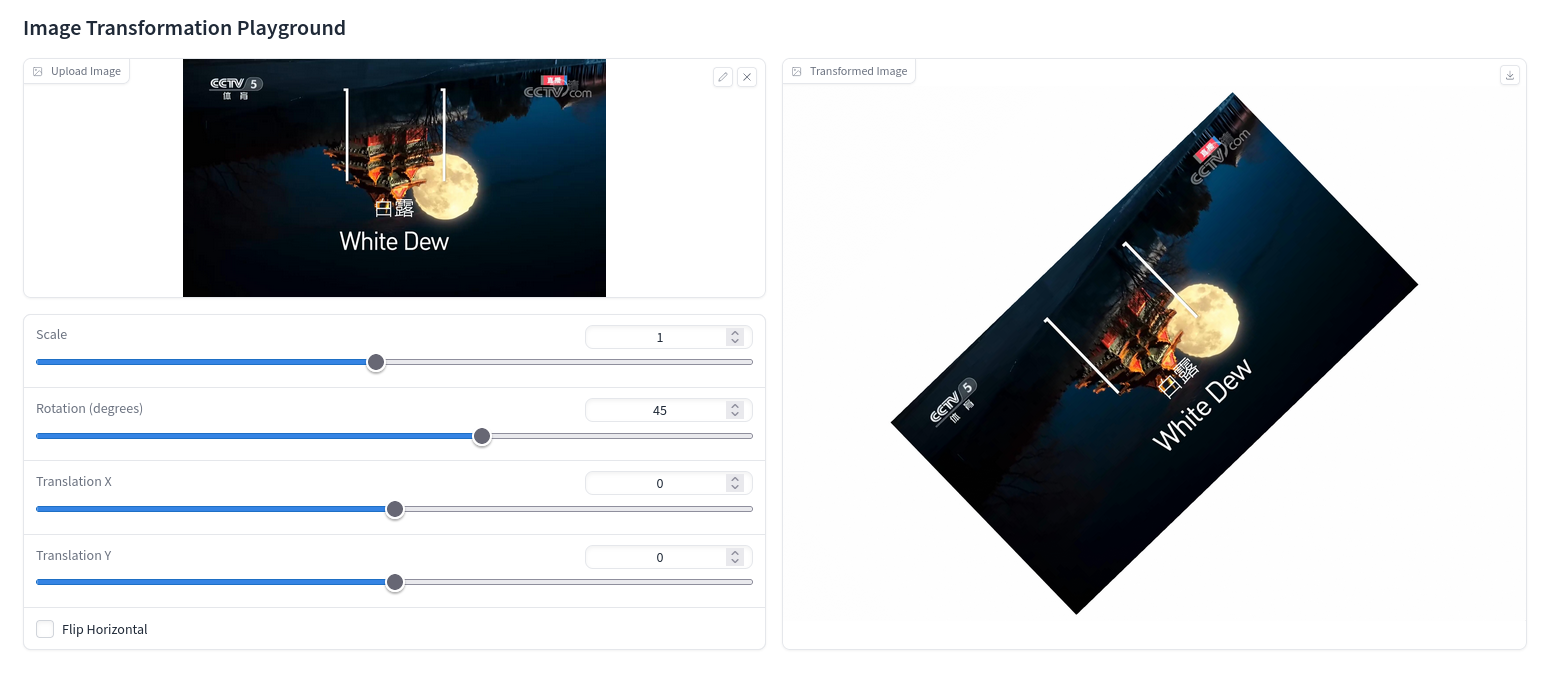 Image Transformation Playground
Upload Image
CCTV 5
体育
直播
CCTV.com
白露
White Dew
Scale
1
Rotation (degrees)
45
Translation X
0
Translation Y
0
Flip Horizontal
Transformed Image
直播
CCTV.com
CCTV 5
体育
白露
White Dew